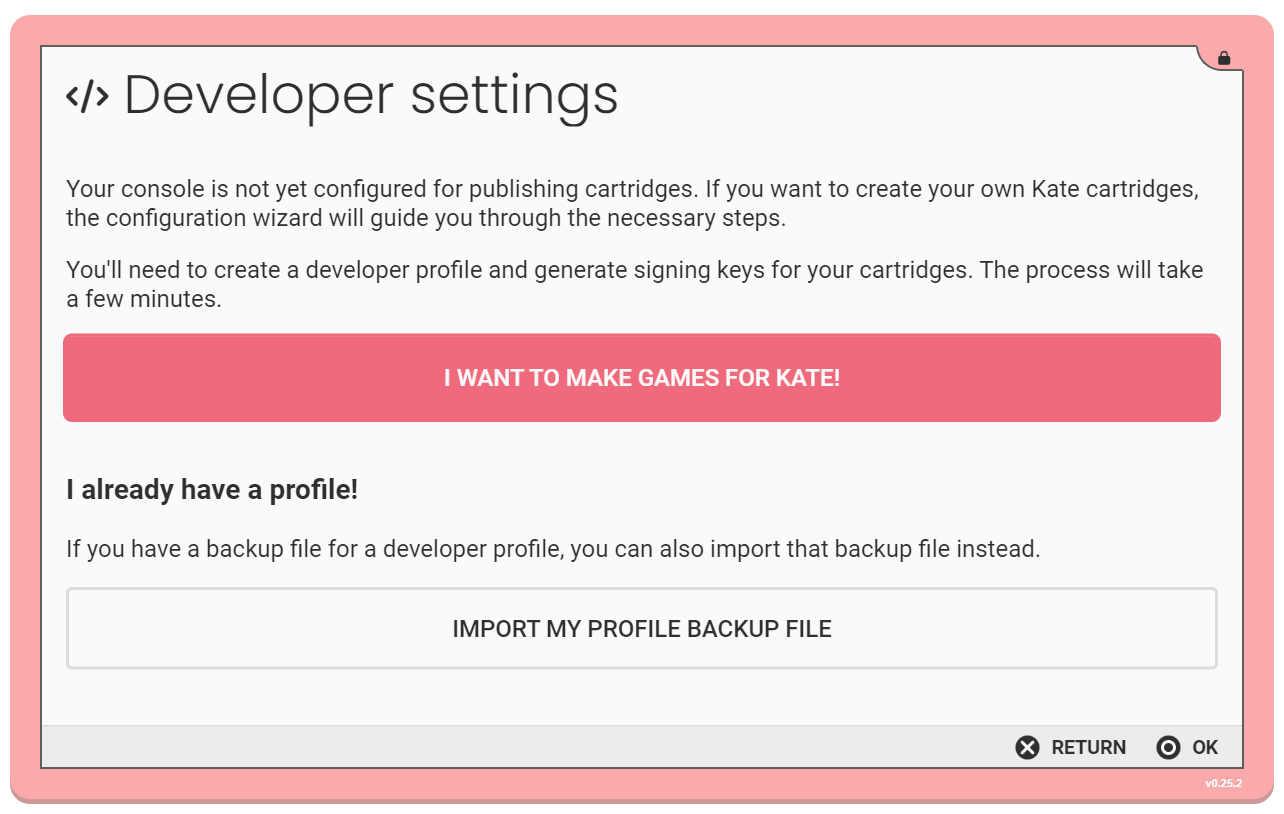 </> Developer settings
Your console is not yet configured for publishing cartridges. If you want to create your own Kate cartridges,
the configuration wizard will guide you through the necessary steps.
You'll need to create a developer profile and generate signing keys for your cartridges. The process will take
a few minutes.
I WANT TO MAKE GAMES FOR KATE!
I already have a profile!
If you have a backup file for a developer profile, you can also import that backup file instead.
IMPORT MY PROFILE BACKUP FILE
RETURN OK
v0.25.2